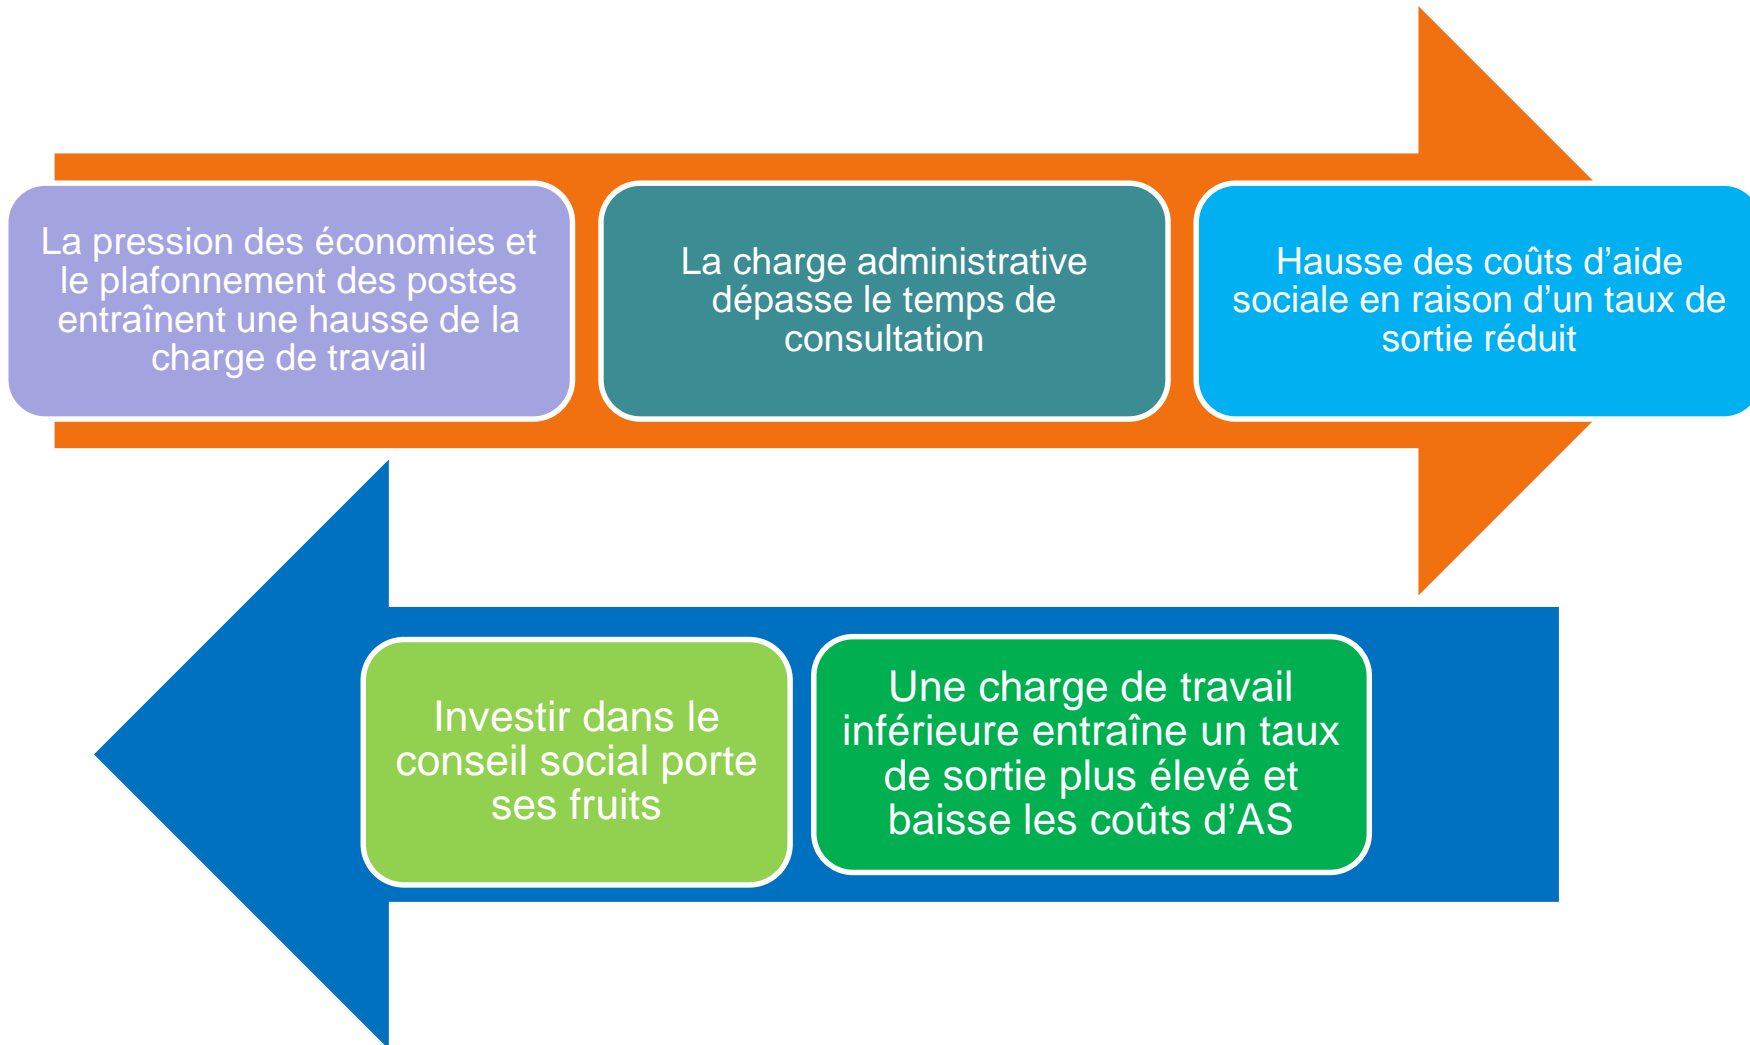 La pression des économies et
le plafonnement des postes
entraînent une hausse de la
charge de travail
La charge administrative
dépasse le temps de
consultation
Hausse des coûts d’aide
sociale en raison d’un taux de
sortie réduit
Investir dans le
conseil social porte
ses fruits
Une charge de travail
inférieure entraîne un taux
de sortie plus élevé et
baisse les coûts d’AS